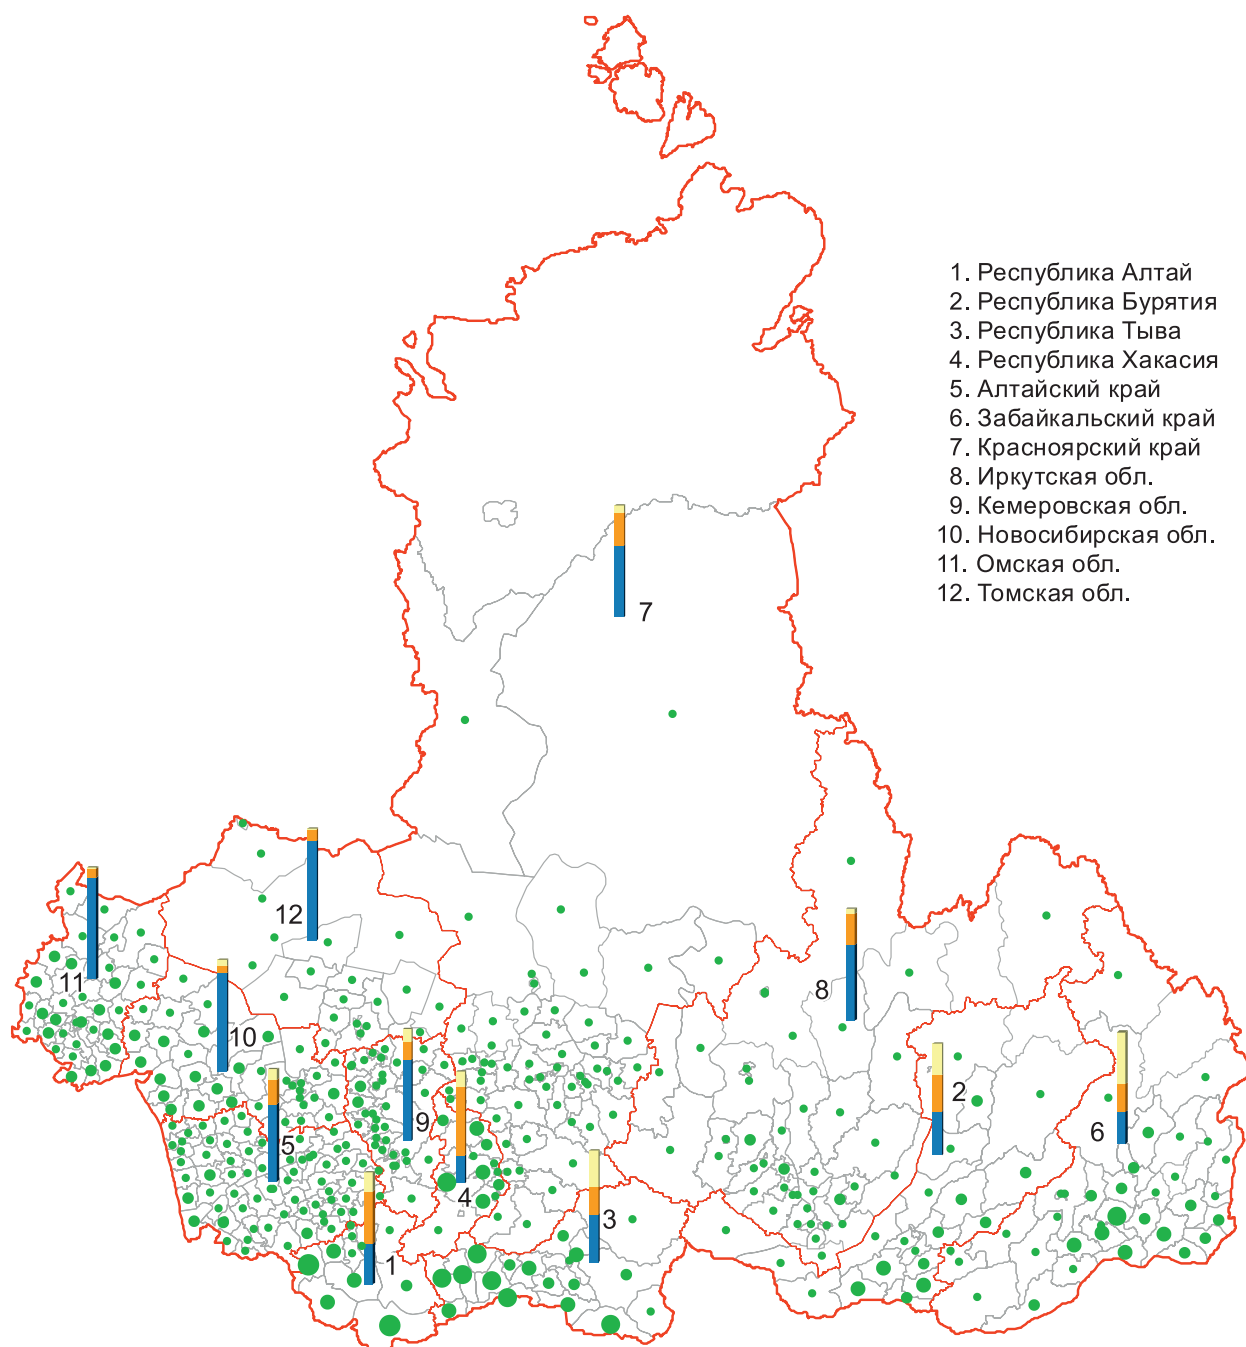 1. Республика Алтай
2. Республика Бурятия
3. Республика Тыва
4. Республика Хакасия
5. Алтайский край
6. Забайкальский край
7. Красноярский край
8. Иркутская обл.
9. Кемеровская обл.
10. Новосибирская обл.
11. Омская обл.
12. Томская обл.
7
12
11
8
10
2
9
6
5
4
3
1